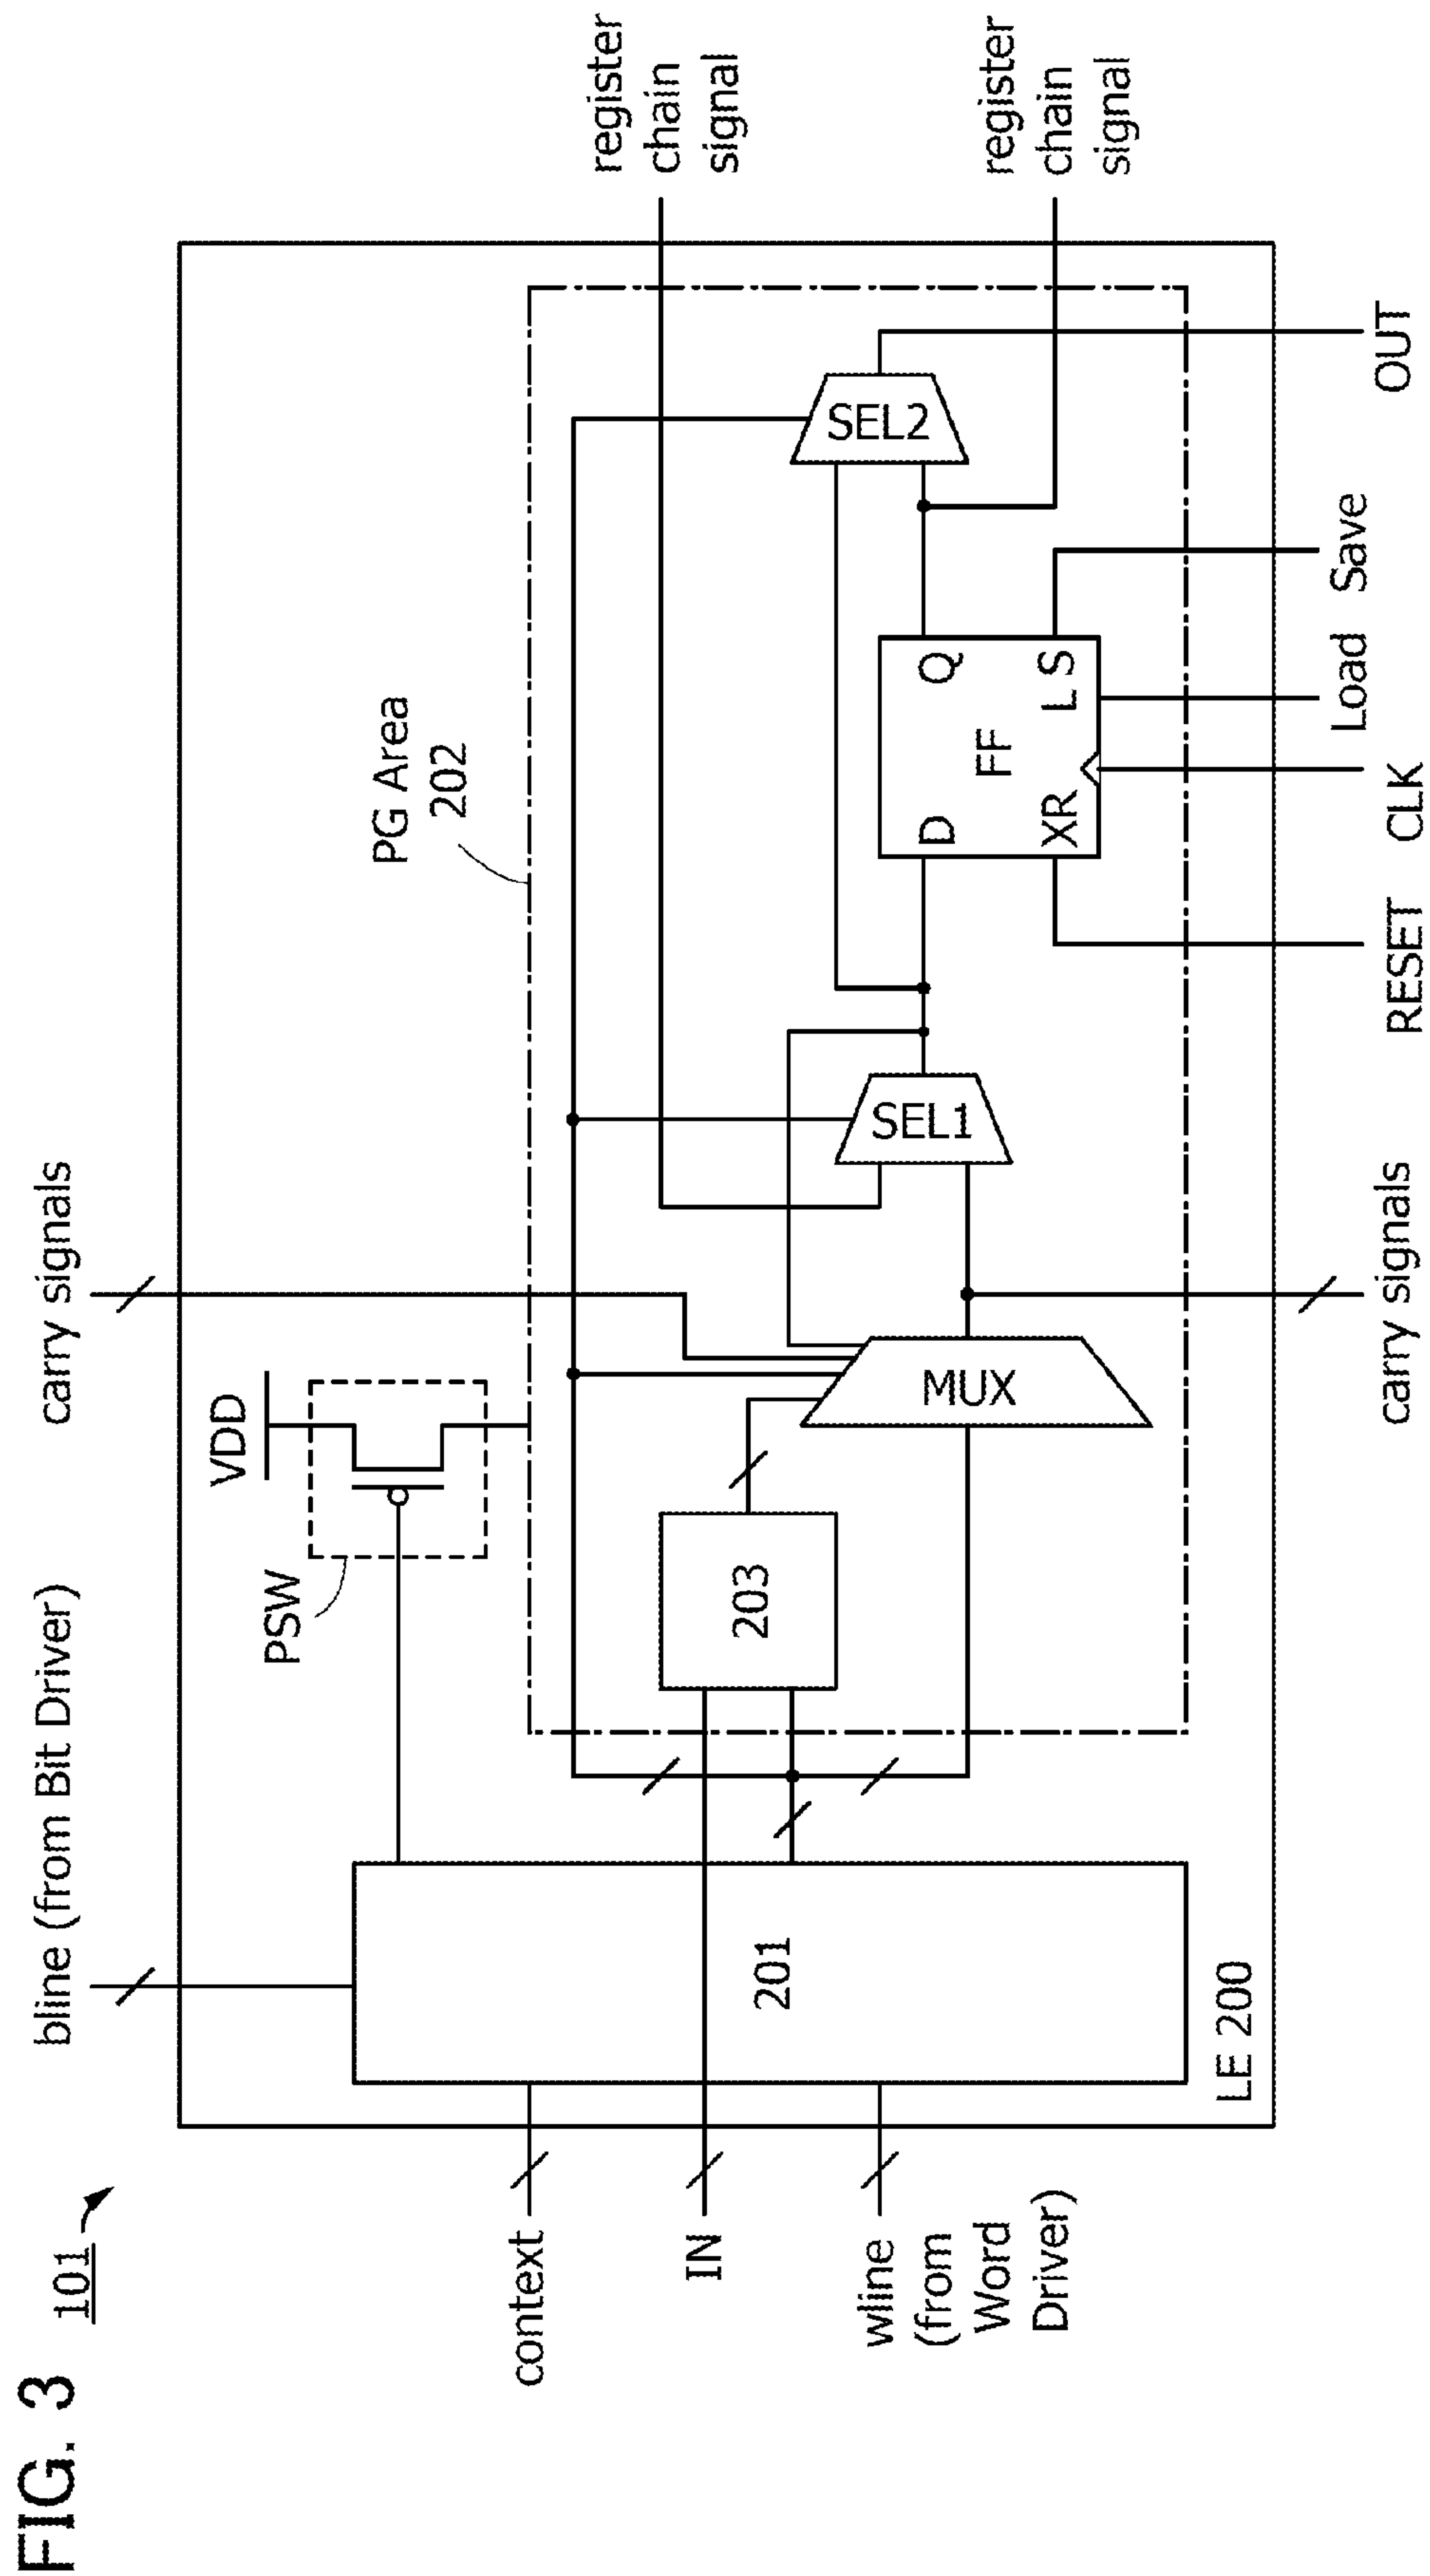 FIG. 3
101
bline (from Bit Driver)
carry signals
VDD
PSW
PG Area
202
register
chain
signal
context
IN
wline
(from
Word
Driver)
201
203
MUX
SEL1
SEL2
D
Q
FF
XR
L
S
register
chain
signal
LE 200
carry signals
RESET
CLK
Load
Save
OUT